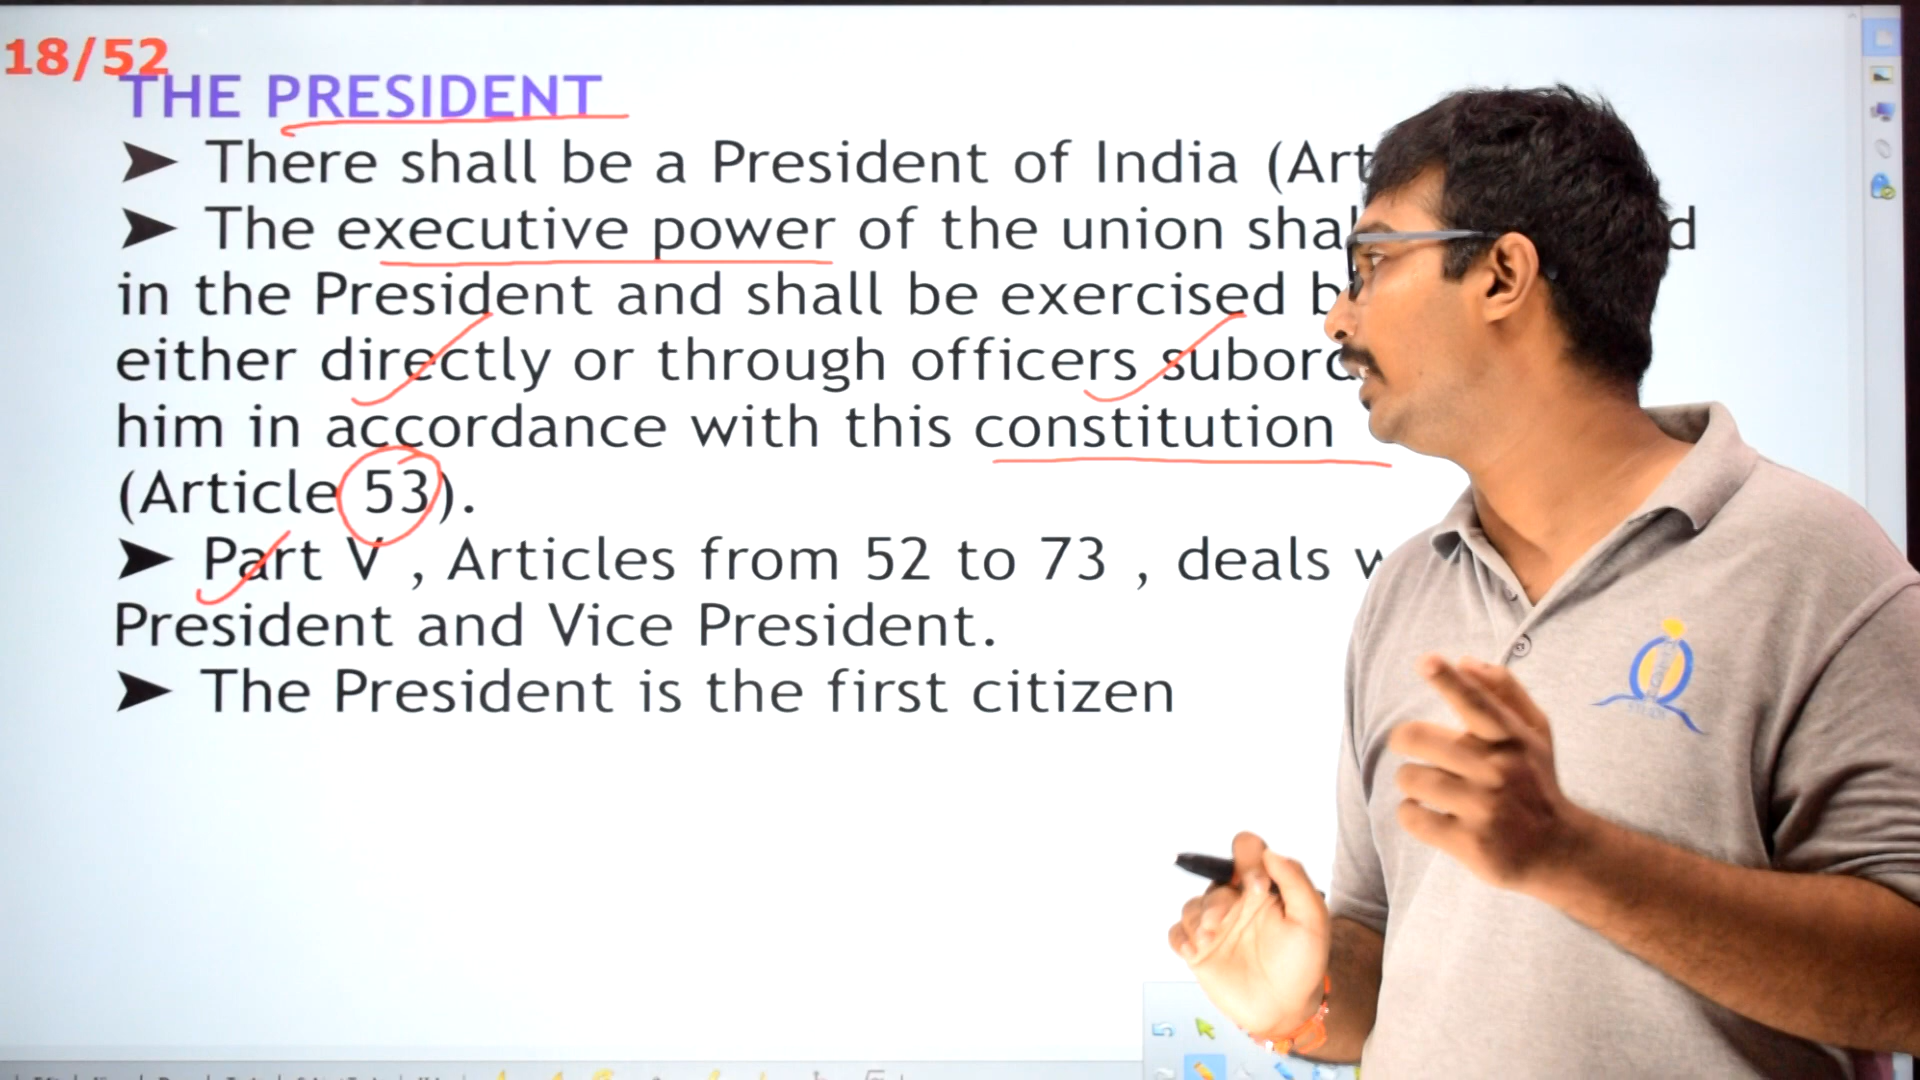 18/52
THE PRESIDENT
➤ There shall be a President of India (Art
➤ The executive power of the union sha d
in the President and shall be exercised b
either directly or through officers subord
him in accordance with this constitution
(Article 53).
➤ Part V , Articles from 52 to 73 , deals w
President and Vice President.
➤ The President is the first citizen